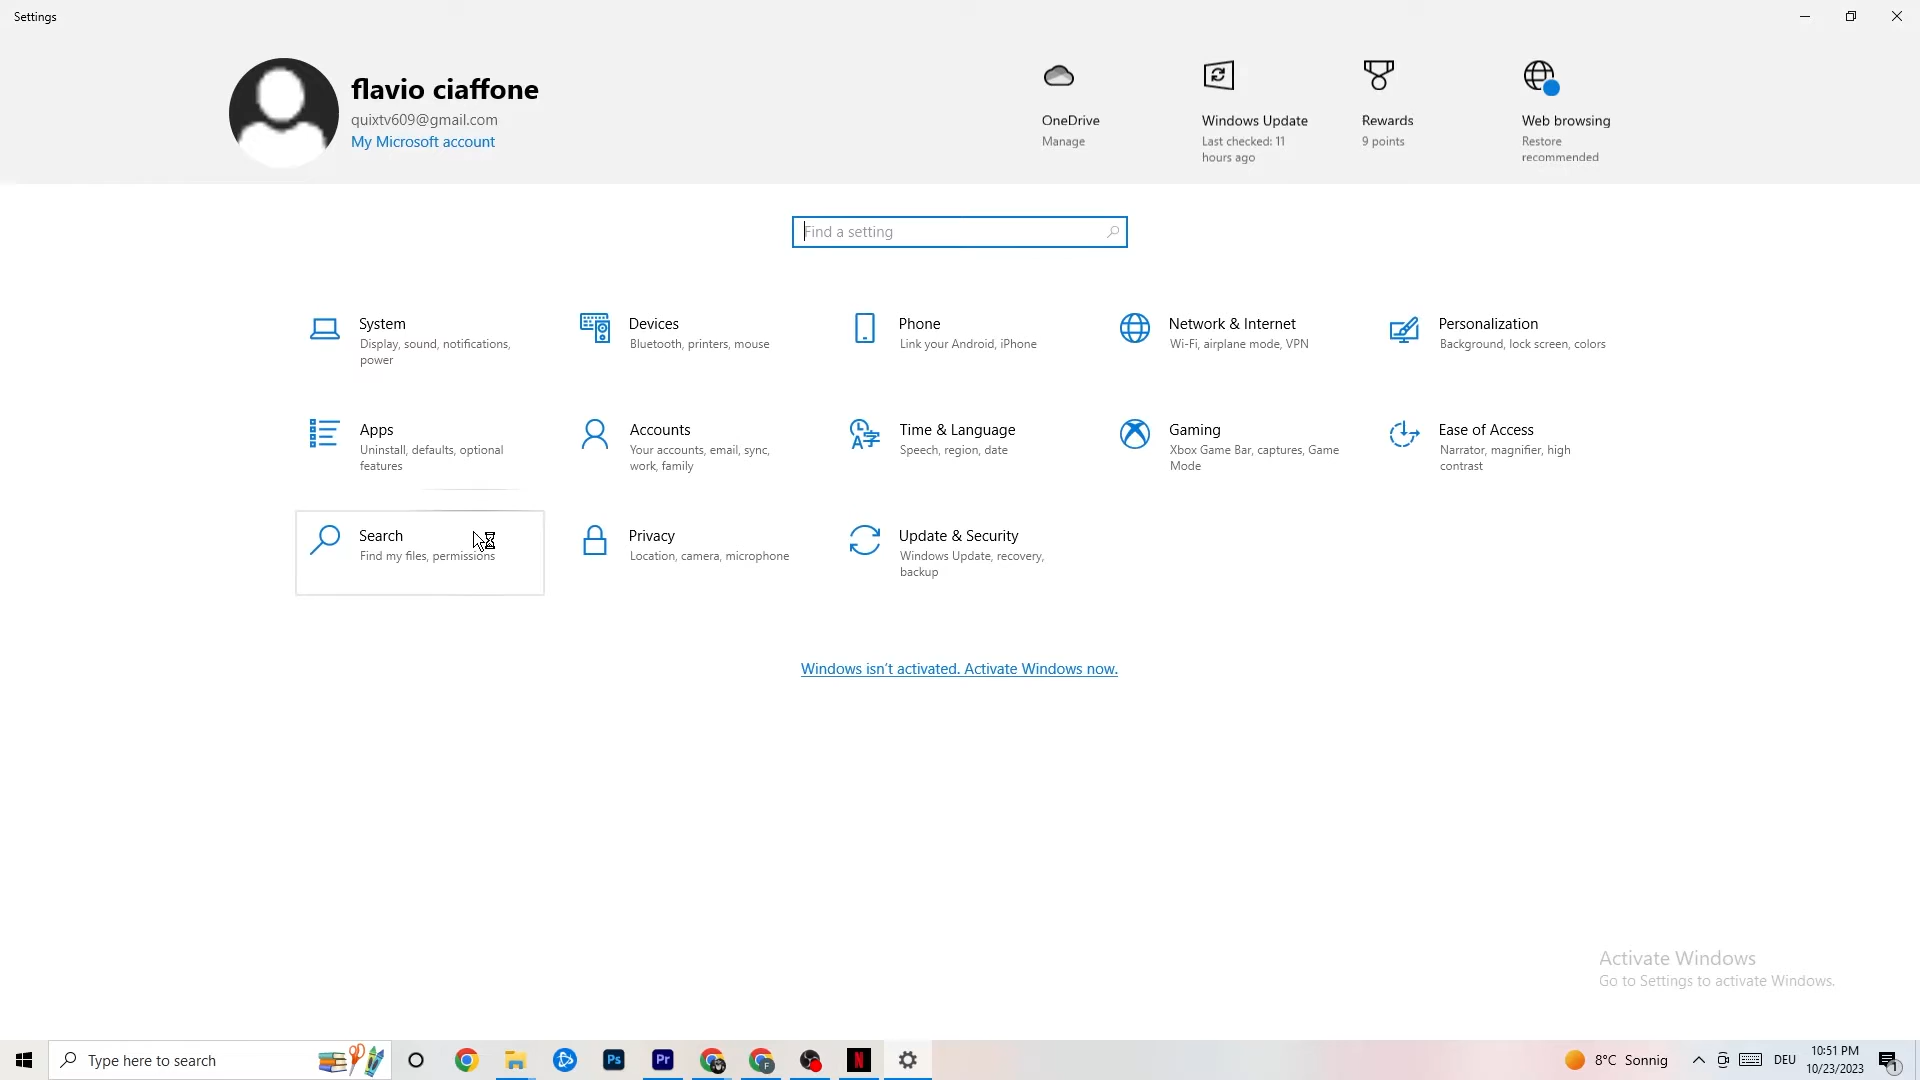 Settings
flavio ciaffone
quixtv609@gmail.com
My Microsoft account
OneDrive
Manage
Windows Update
Last checked: 11
hours ago
Rewards
9 points
Web browsing
Restore
recommended
Find a setting
System
Display, sound, notifications,
power
Devices
Bluetooth, printers, mouse
Phone
Link your Android, iPhone
Network & Internet
Wi-Fi, airplane mode, VPN
Personalization
Background, lock screen, colors
Apps
Uninstall, defaults, optional
features
Accounts
Your accounts, email, sync,
work, family
Time & Language
Speech, region, date
Gaming
Xbox Game Bar, captures, Game
Mode
Ease of Access
Narrator, magnifier, high
contrast
Search
Find my files, permissions
Privacy
Location, camera, microphone
Update & Security
Windows Update, recovery,
backup
Windows isn't activated. Activate Windows now.
Activate Windows
Go to Settings to activate Windows.
Type here to search
Ps
Pr
F
N
8°C Sonnig
DEU
10:51 PM
10/23/2023
1